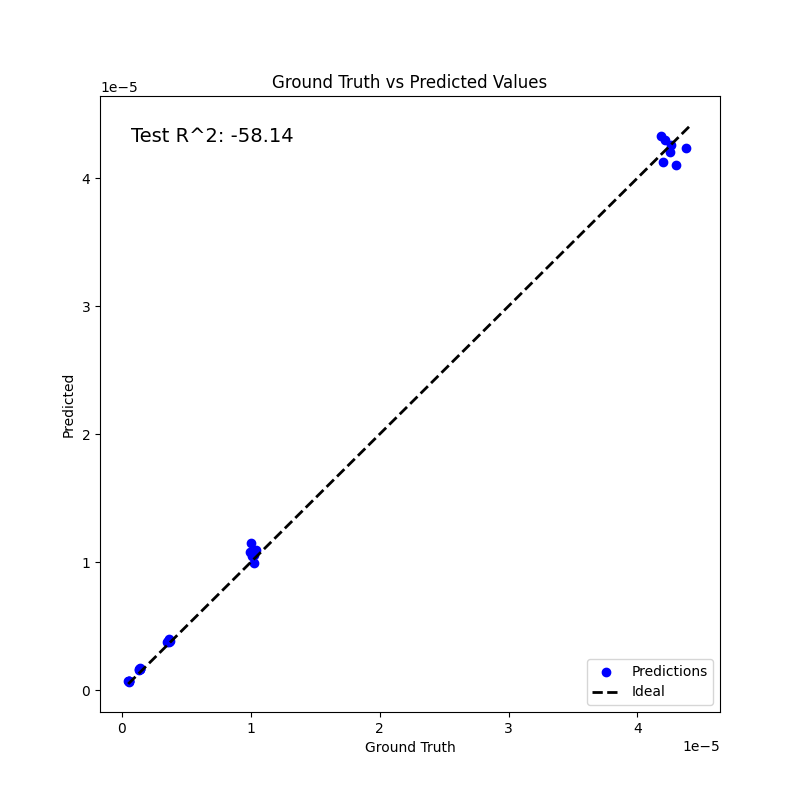 Ground Truth vs Predicted Values
1e−5
Test R^2: -58.14
4
3
2
1
0
Predicted
Predictions
Ideal
0 1 2 3 4
1e−5
Ground Truth